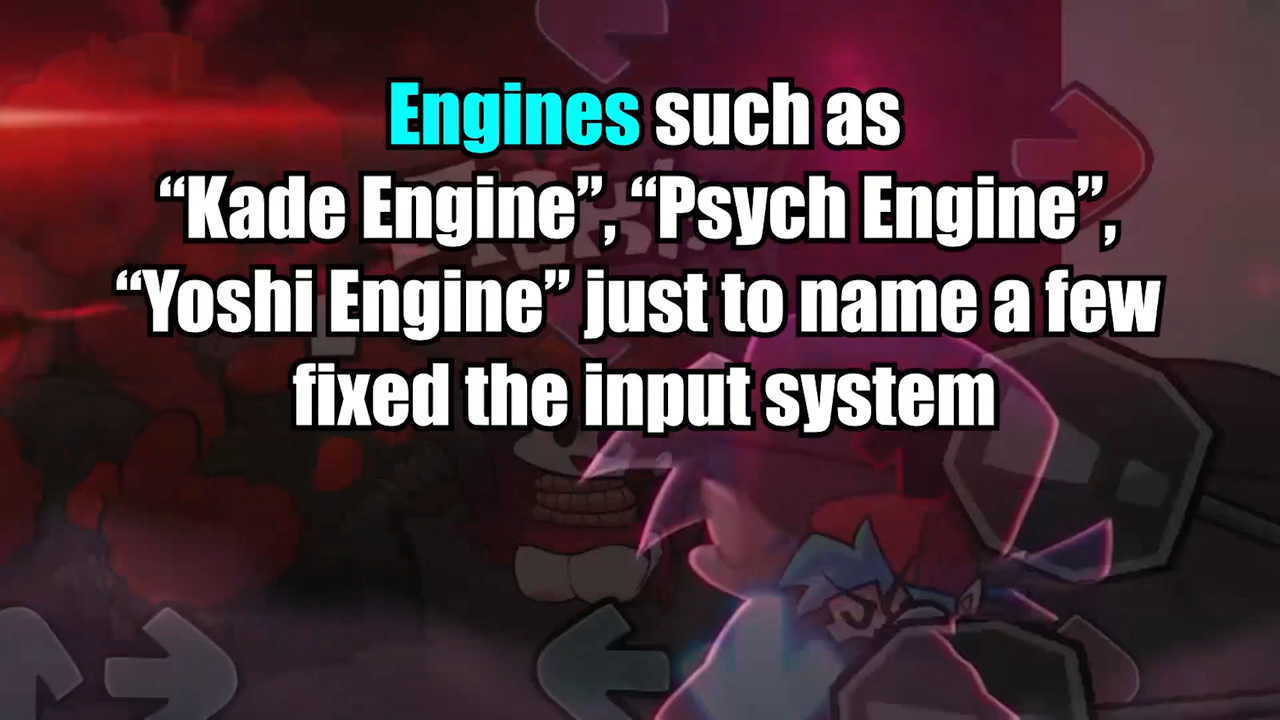 Engines such as
“Kade Engine”, “Psych Engine”,
“Yoshi Engine” just to name a few
fixed the input system